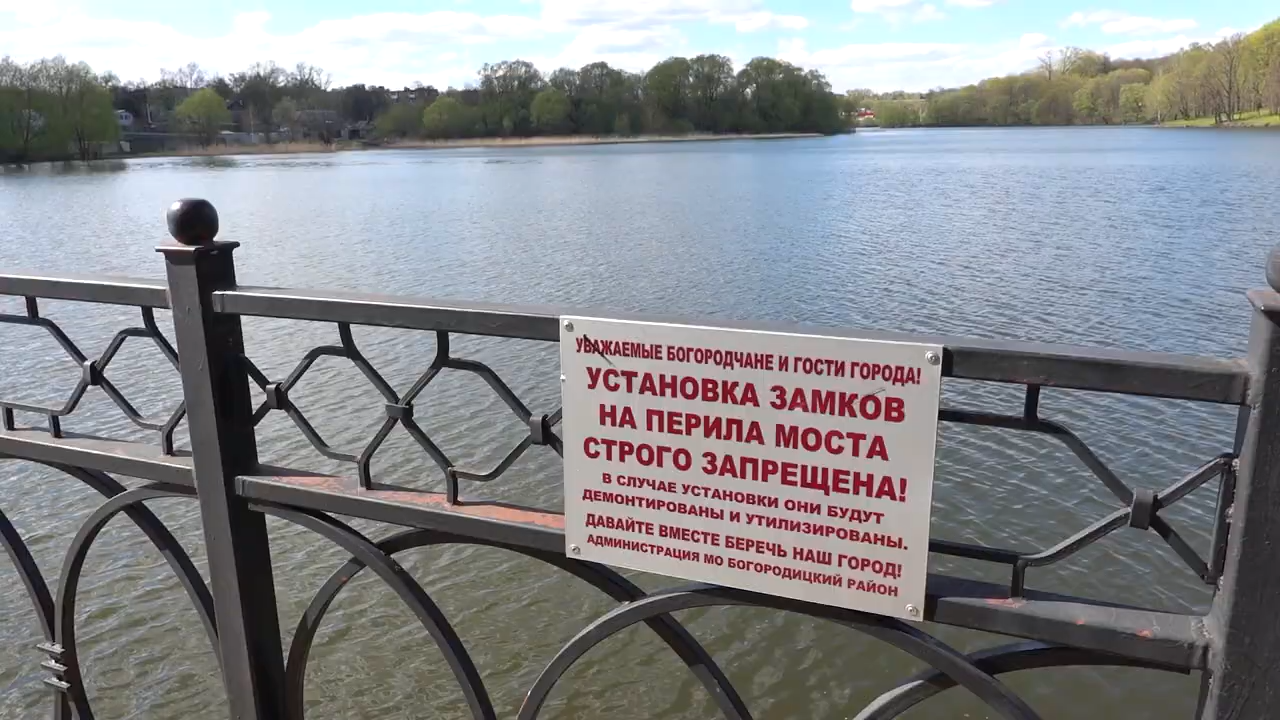 УВАЖАЕМЫЕ БОГОРОДЧАНЕ И ГОСТИ ГОРОДА!
УСТАНОВКА ЗАМКОВ
НА ПЕРИЛА МОСТА
СТРОГО ЗАПРЕЩЕНА!
В СЛУЧАЕ УСТАНОВКИ ОНИ БУДУТ
ДЕМОНТИРОВАНЫ И УТИЛИЗИРОВАНЫ.
ДАВАЙТЕ ВМЕСТЕ БЕРЕЧЬ НАШ ГОРОД!
АДМИНИСТРАЦИЯ МО БОГОРОДИЦКИЙ РАЙОН